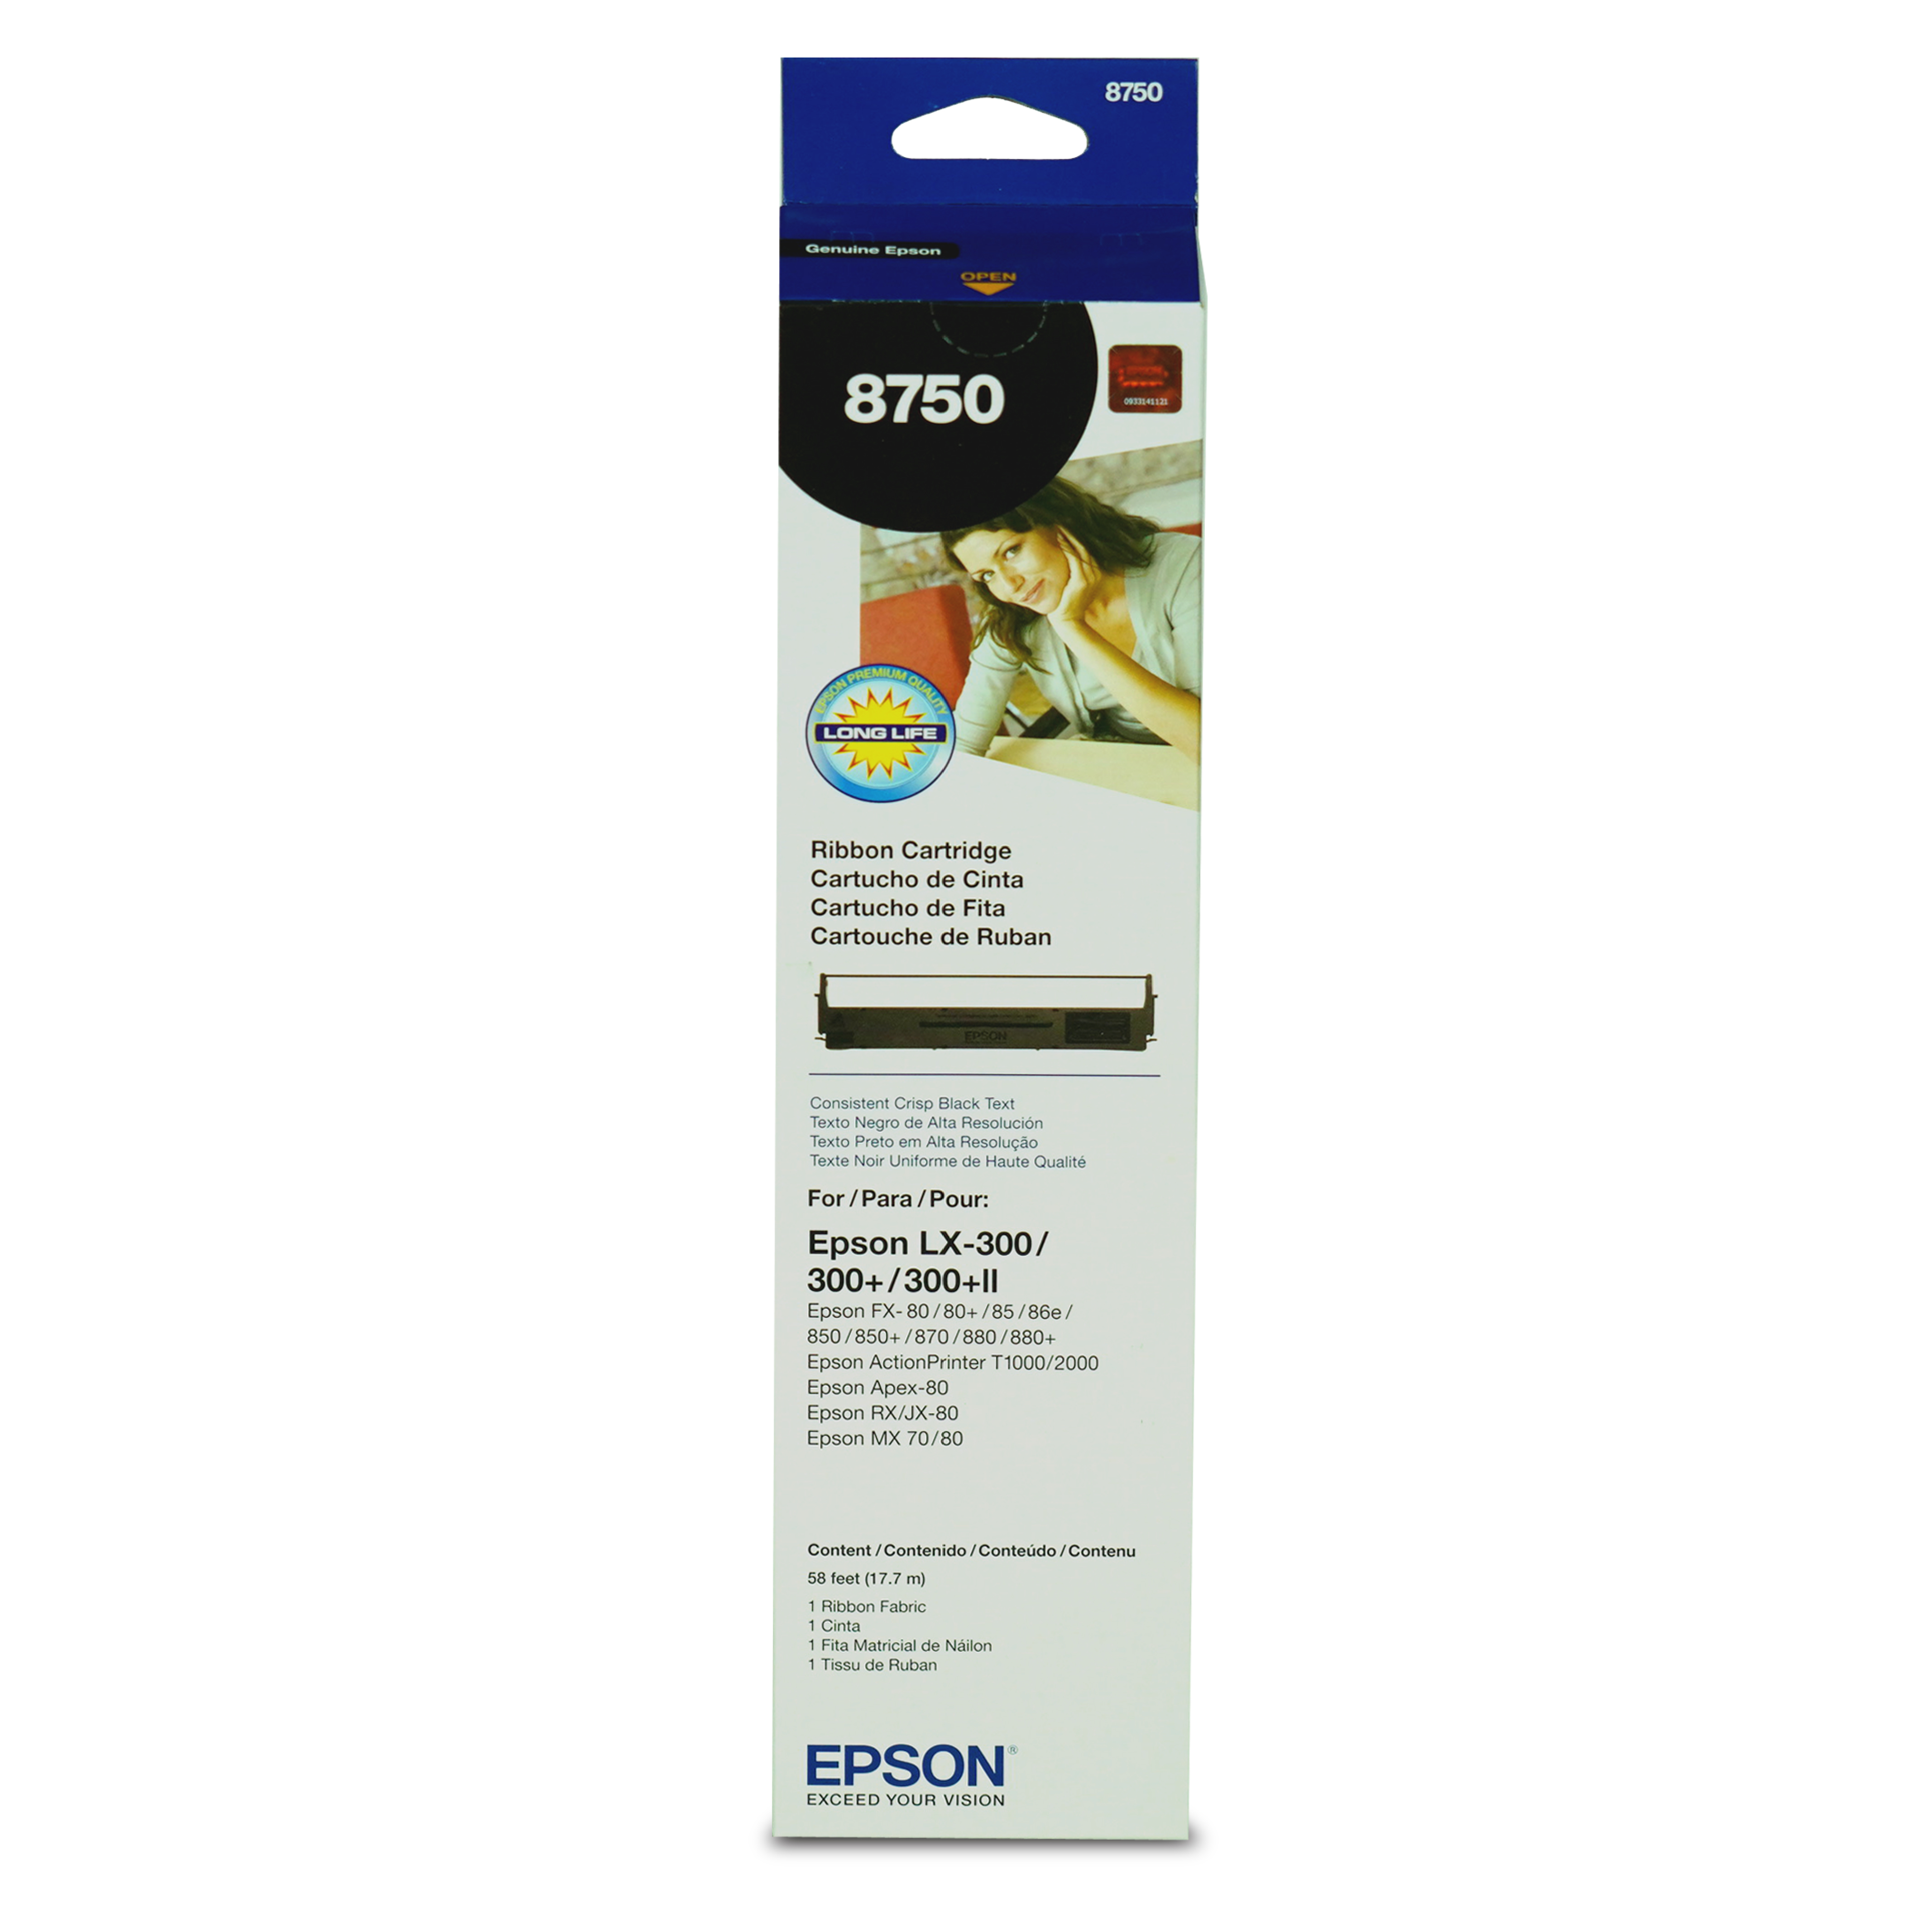 8750
Genuine Epson
OPEN
8750
EPSON
0933141121
EPSON PREMIUM QUALITY
LONG LIFE
Ribbon Cartridge
Cartucho de Cinta
Cartucho de Fita
Cartouche de Ruban
EPSON
Consistent Crisp Black Text
Texto Negro de Alta Resolución
Texto Preto em Alta Resolução
Texte Noir Uniforme de Haute Qualité
For / Para / Pour:
Epson LX-300 /
300+ / 300+II
Epson FX- 80 / 80+ / 85 / 86e /
850 / 850+ / 870 / 880 / 880+
Epson ActionPrinter T1000/2000
Epson Apex-80
Epson RX/JX-80
Epson MX 70/80
Content / Contenido / Conteúdo / Contenu
58 feet (17.7 m)
1 Ribbon Fabric
1 Cinta
1 Fita Matricial de Náilon
1 Tissu de Ruban
EPSON®
EXCEED YOUR VISION